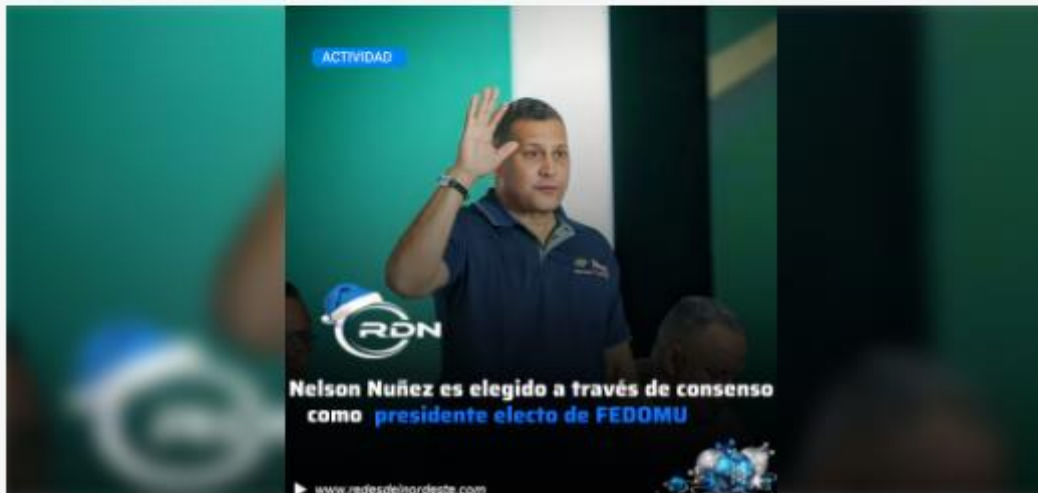 ACTIVIDAD
RDN
Nelson Nuñez es elegido a través de consenso
como presidente electo de FEDOMU
www.redesdelnordeste.com